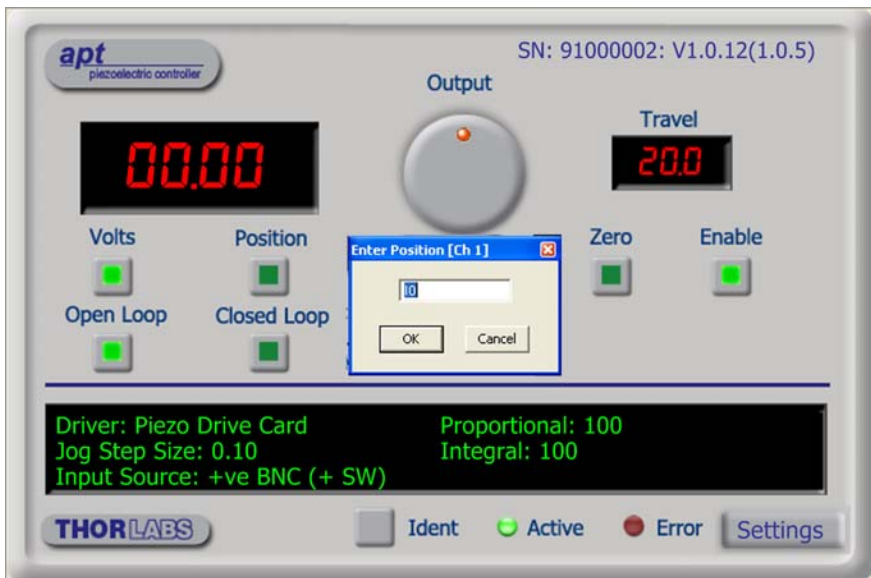 apt
piezoelectric controller
SN: 91000002: V1.0.12(1.0.5)
Output
Travel
00.00
20.0
Volts
Position
Zero
Enable
Enter Position [Ch 1]
10
OK
Cancel
Open Loop
Closed Loop
Driver: Piezo Drive Card
Proportional: 100
Jog Step Size: 0.10
Integral: 100
Input Source: +ve BNC (+ SW)
THORLABS
Ident
Active
Error
Settings